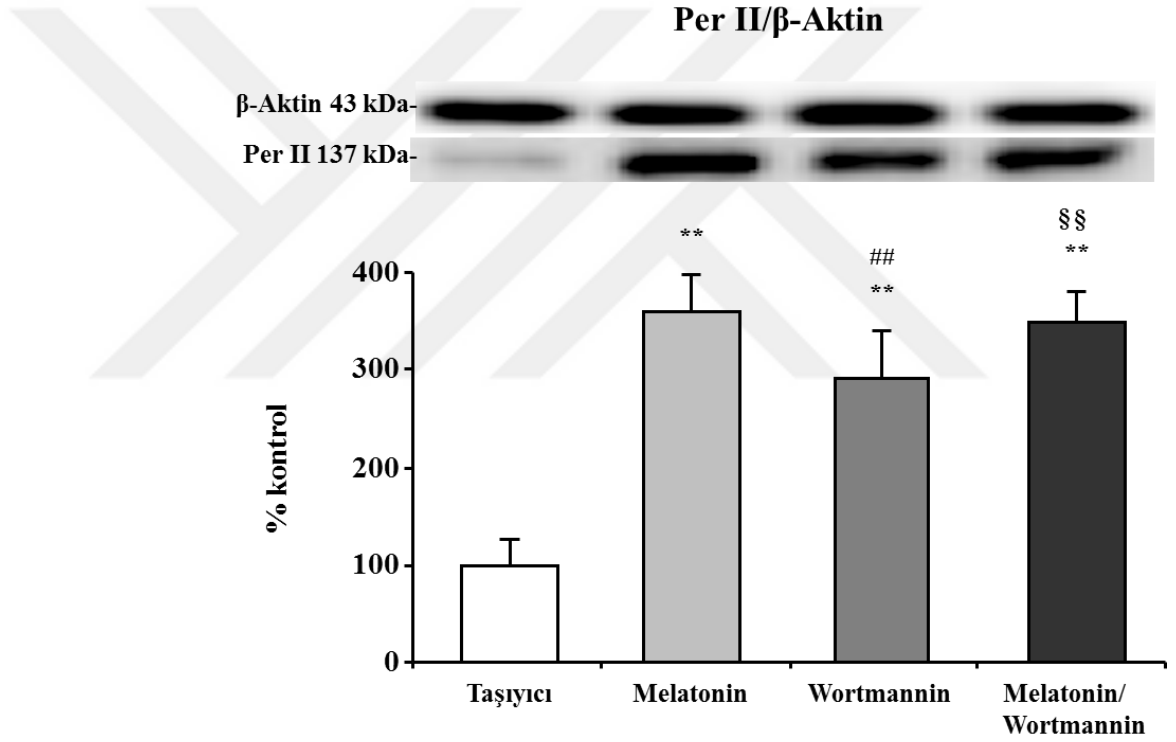 Per II/β-Aktin
β-Aktin 43 kDa-
Per II 137 kDa-
** ## ** §§ **
% kontrol
400
300
200
100
0
Taşıyıcı Melatonin Wortmannin Melatonin/
Wortmannin